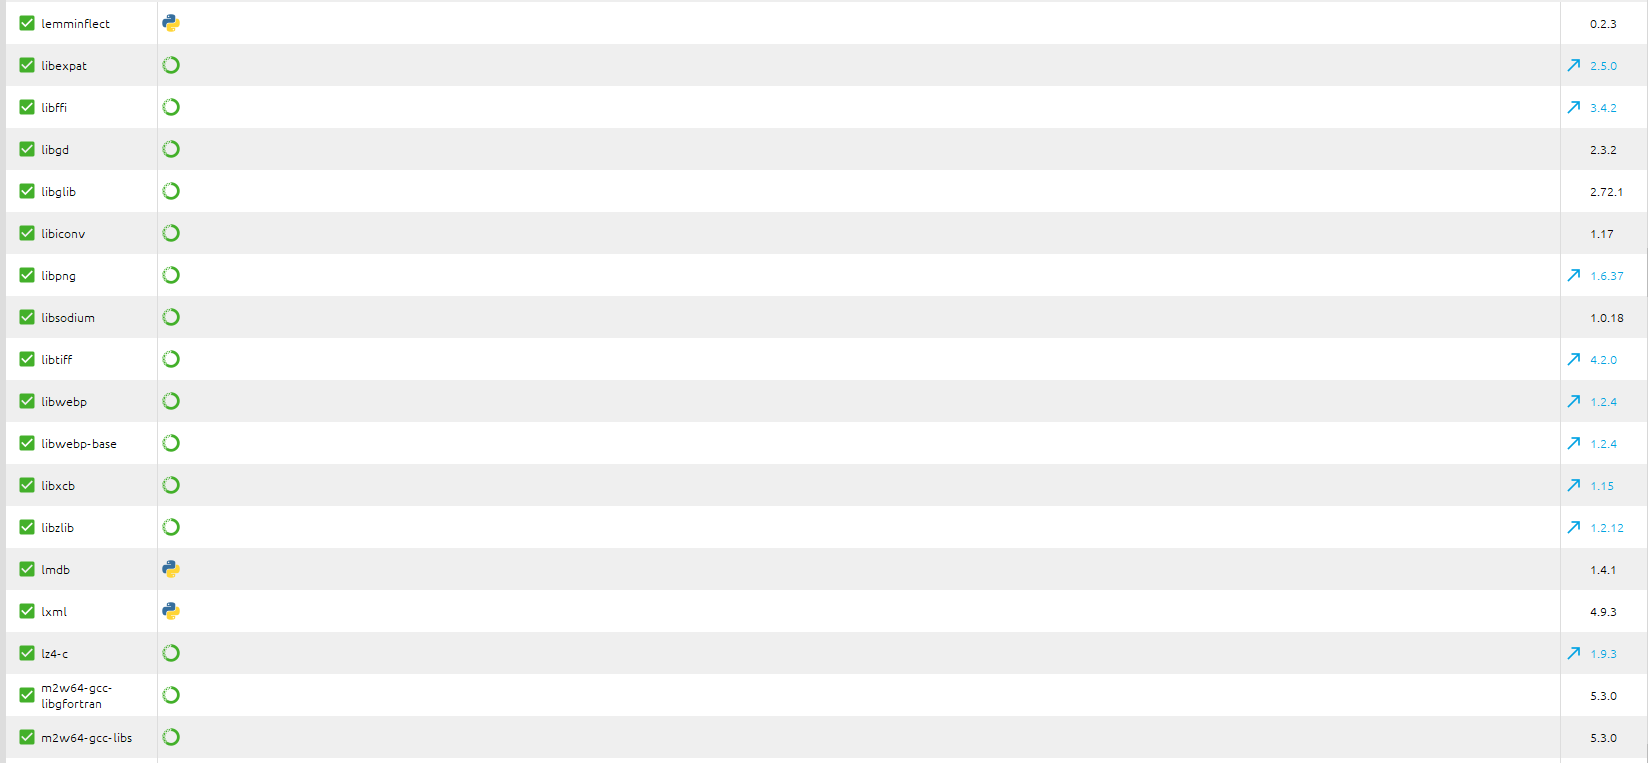 lemminflect 0.2.3
libexpat 2.5.0
libffi 3.4.2
libgd 2.3.2
libglib 2.72.1
libiconv 1.17
libpng 1.6.37
libsodium 1.0.18
libtiff 4.2.0
libwebp 1.2.4
libwebp-base 1.2.4
libxcb 1.15
libzlib 1.2.12
lmdb 1.4.1
lxml 4.9.3
lz4-c 1.9.3
m2w64-gcc-
libgfortran 5.3.0
m2w64-gcc-libs 5.3.0